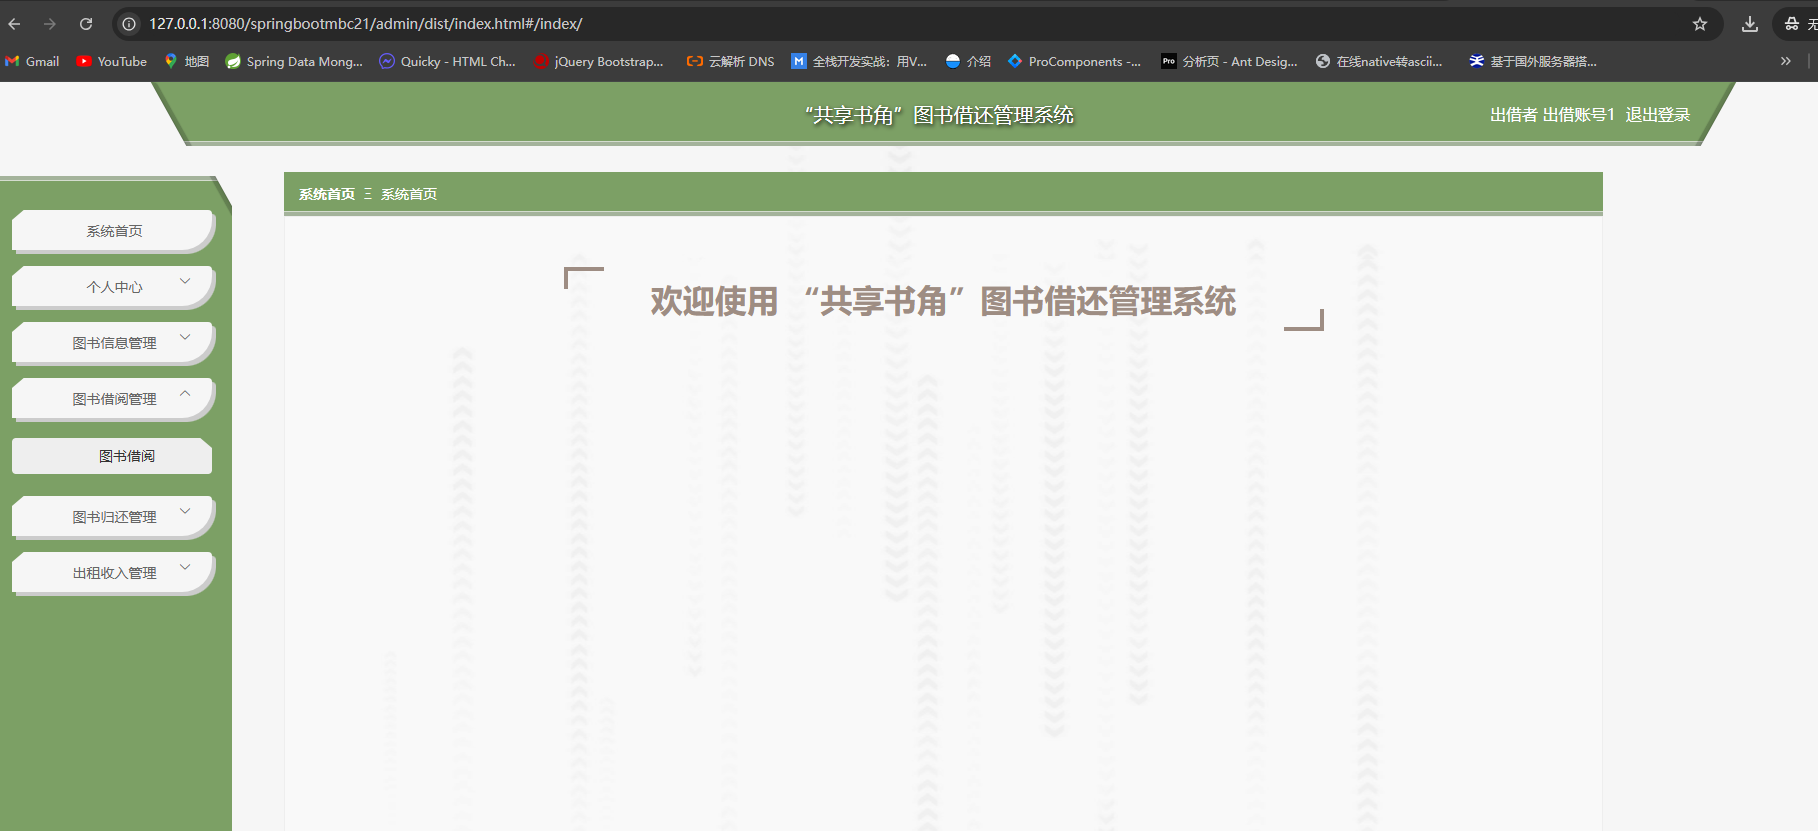 127.0.0.1:8080/springbootmbc21/admin/dist/index.html#/index/
无
Gmail YouTube 地图 Spring Data Mong... Quicky - HTML Ch... jQuery Bootstrap... 云解析 DNS 全栈开发实战：用V... 介绍 ProComponents -... Pro 分析页 - Ant Desig... 在线native转ascii... 基于国外服务器搭...
“共享书角”图书借还管理系统
出借者 出借账号1 退出登录
系统首页 Ξ 系统首页
系统首页
个人中心
图书信息管理
图书借阅管理
图书借阅
图书归还管理
出租收入管理
欢迎使用 “共享书角”图书借还管理系统